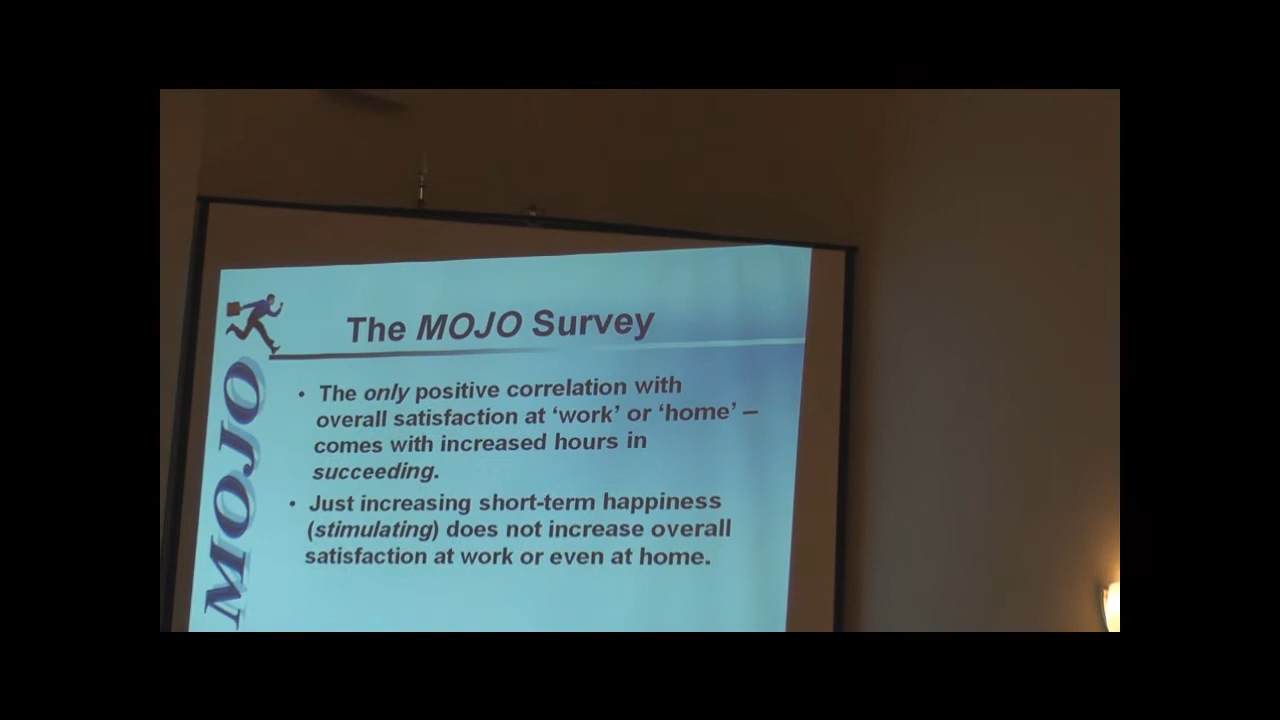 The MOJO Survey
• The only positive correlation with
overall satisfaction at ‘work’ or ‘home’ –
comes with increased hours in
succeeding.
• Just increasing short-term happiness
(stimulating) does not increase overall
satisfaction at work or even at home.
MOJO